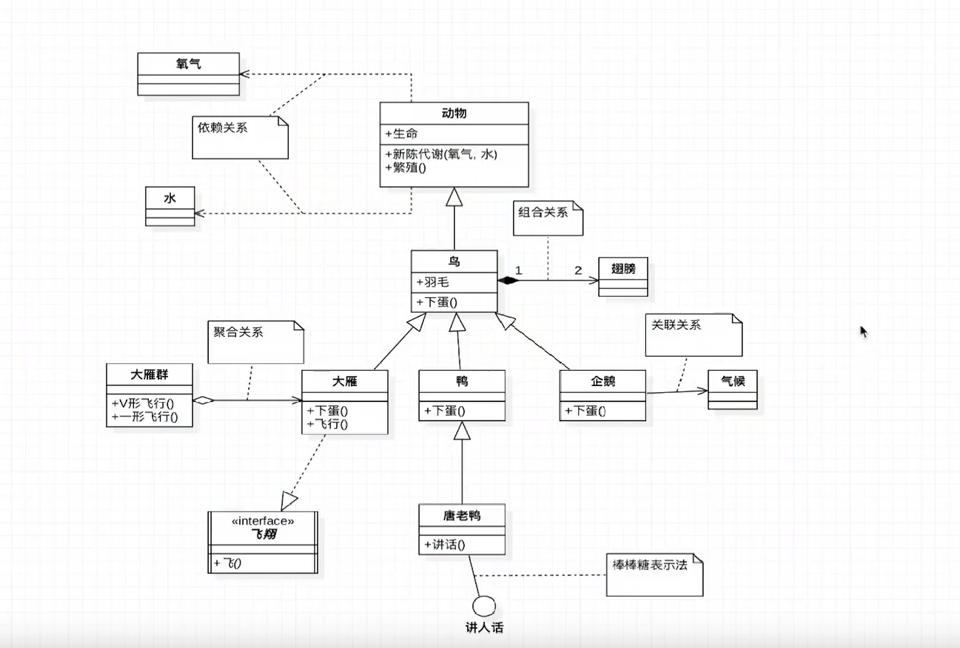 氧气
动物
+生命
+新陈代谢(氧气, 水)
+繁殖()
依赖关系
水
组合关系
鸟
+羽毛
+下蛋()
1
2
翅膀
聚合关系
关联关系
大雁群
+V形飞行()
+一形飞行()
大雁
+下蛋()
+飞行()
鸭
+下蛋()
企鹅
+下蛋()
气候
«interface»
飞翔
+飞()
唐老鸭
+讲话()
棒棒糖表示法
讲人话